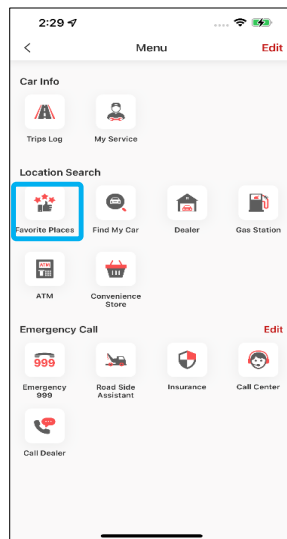 2:29
Menu
Edit
Car Info
Trips Log
My Service
Location Search
Favorite Places
Find My Car
Dealer
Gas Station
ATM
ATM
Convenience
Store
Emergency Call
Edit
999
Emergency
999
Road Side
Assistant
Insurance
Call Center
Call Dealer